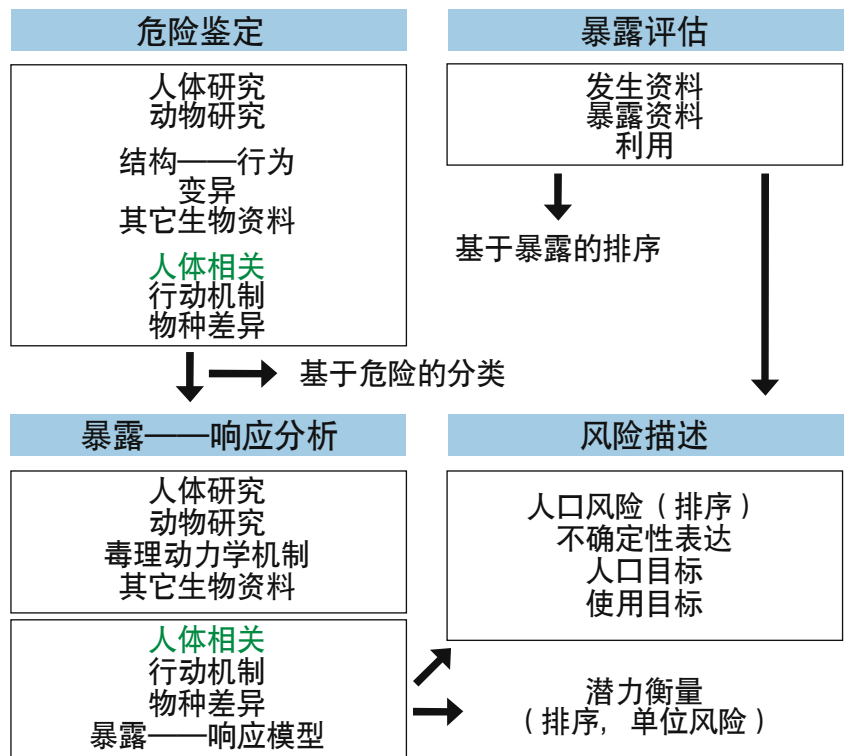 危险鉴定
人体研究
动物研究
结构——行为
变异
其它生物资料
人体相关
行动机制
物种差异
基于危险的分类
暴露评估
发生资料
暴露资料
利用
基于暴露的排序
暴露——响应分析
人体研究
动物研究
毒理动力学机制
其它生物资料
人体相关
行动机制
物种差异
暴露——响应模型
风险描述
人口风险（排序）
不确定性表达
人口目标
使用目标
潜力衡量
（排序，单位风险）